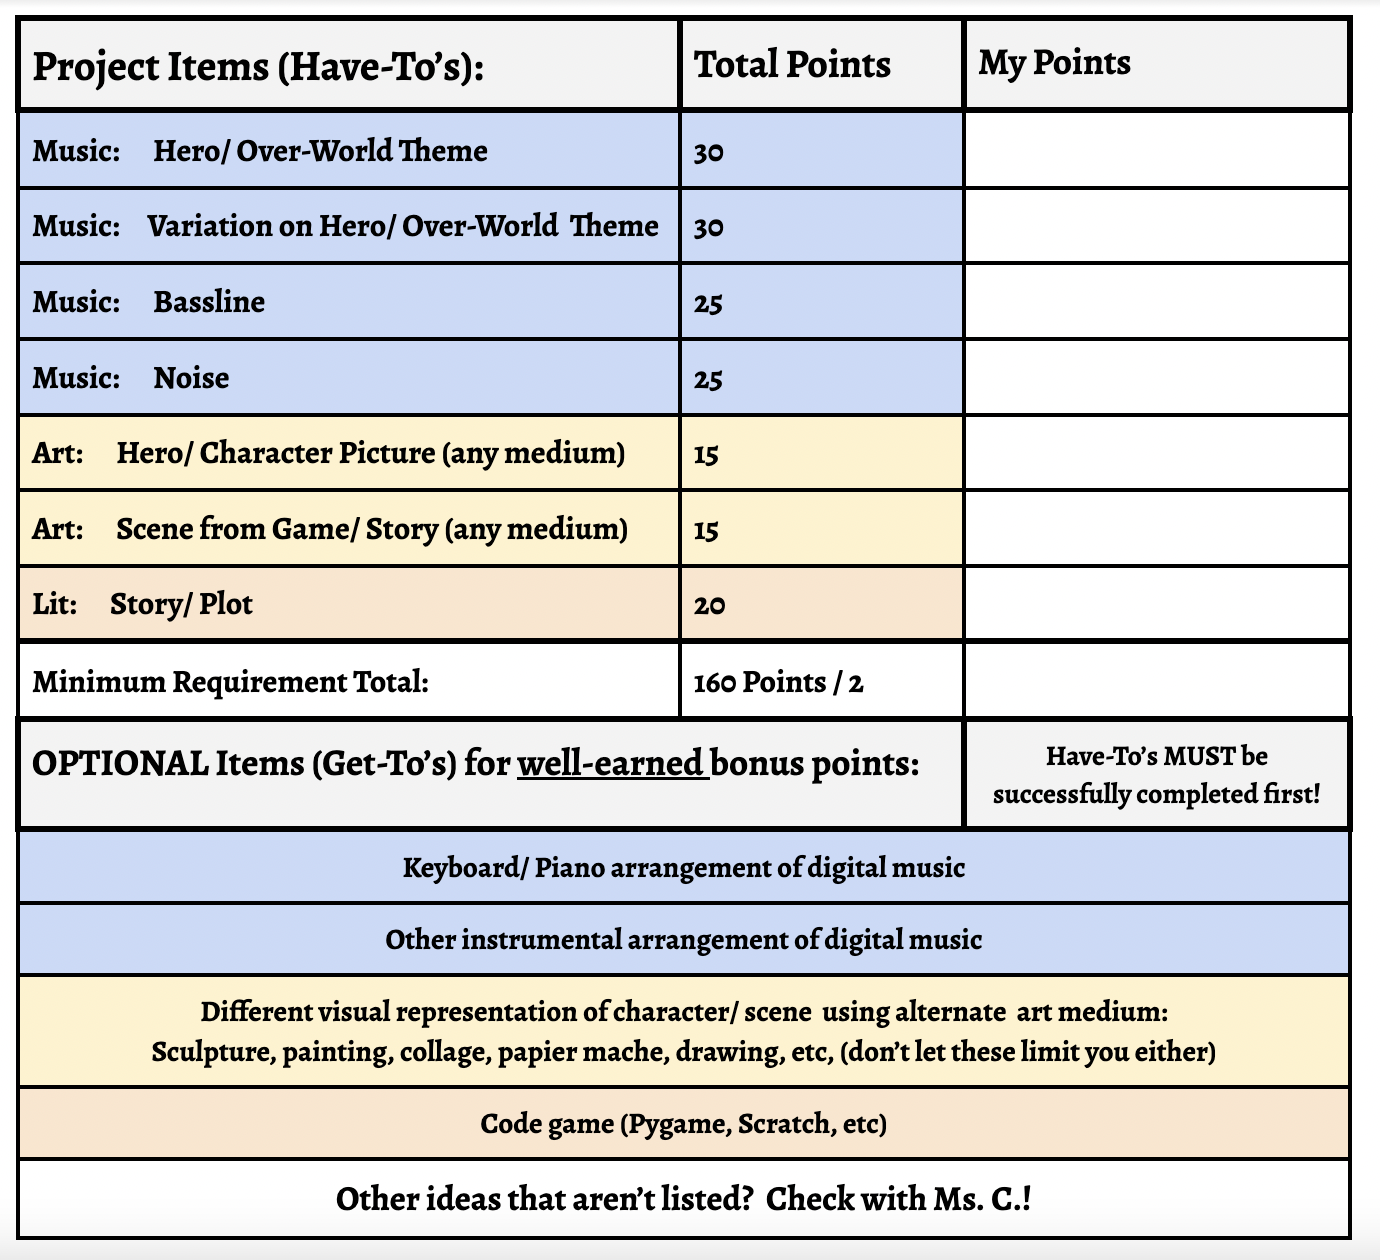 Project Items (Have-To’s): Total Points My Points
Music: Hero/ Over-World Theme 30
Music: Variation on Hero/ Over-World Theme 30
Music: Bassline 25
Music: Noise 25
Art: Hero/ Character Picture (any medium) 15
Art: Scene from Game/ Story (any medium) 15
Lit: Story/ Plot 20
Minimum Requirement Total: 160 Points / 2
OPTIONAL Items (Get-To’s) for well-earned bonus points:
Have-To’s MUST be
successfully completed first!
Keyboard/ Piano arrangement of digital music
Other instrumental arrangement of digital music
Different visual representation of character/ scene using alternate art medium:
Sculpture, painting, collage, papier mache, drawing, etc, (don’t let these limit you either)
Code game (Pygame, Scratch, etc)
Other ideas that aren’t listed? Check with Ms. C.!